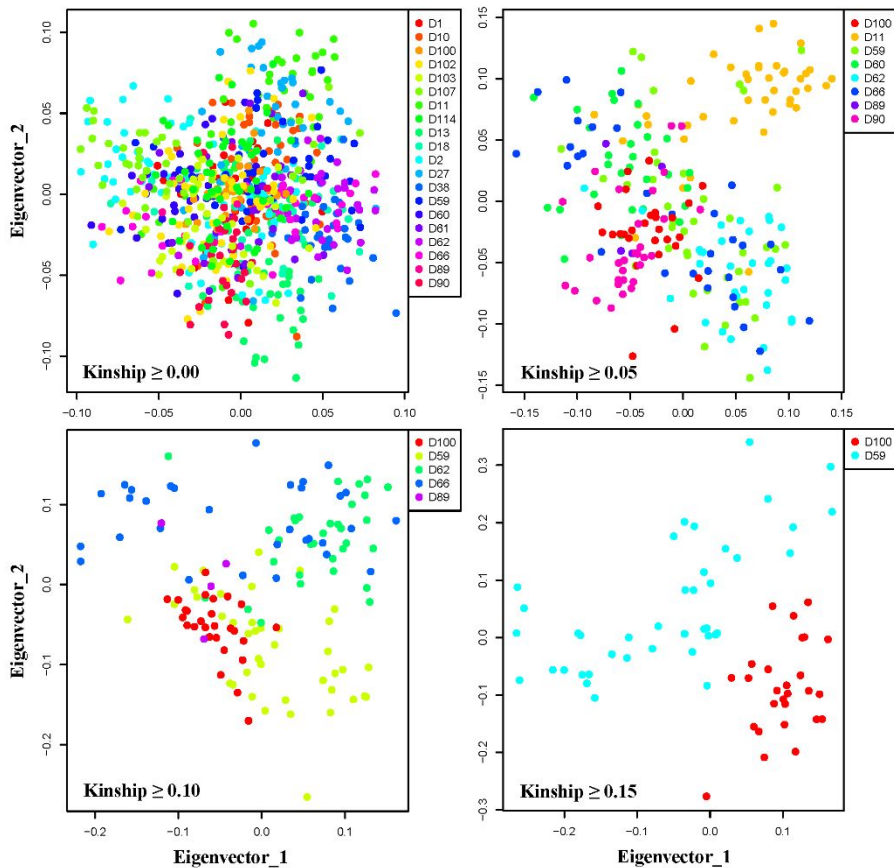 D1
D10
D100
D102
D103
D107
D11
D114
D13
D18
D2
D27
D38
D59
D60
D61
D62
D66
D89
D90
Eigenvector_2
0.10
0.05
0.00
−0.05
−0.10
Kinship ≥ 0.00
−0.10
−0.05
0.00
0.05
0.10
D100
D11
D59
D60
D62
D66
D89
D90
0.15
0.10
0.05
0.00
−0.05
−0.10
−0.15
Kinship ≥ 0.05
−0.15
−0.10
−0.05
0.00
0.05
0.10
0.15
D100
D59
D62
D66
D89
Eigenvector_2
0.1
0.0
−0.1
−0.2
Kinship ≥ 0.10
−0.2
−0.1
0.0
0.1
Eigenvector_1
D100
D59
0.3
0.2
0.1
0.0
−0.1
−0.2
−0.3
Kinship ≥ 0.15
−0.2
−0.1
0.0
0.1
Eigenvector_1